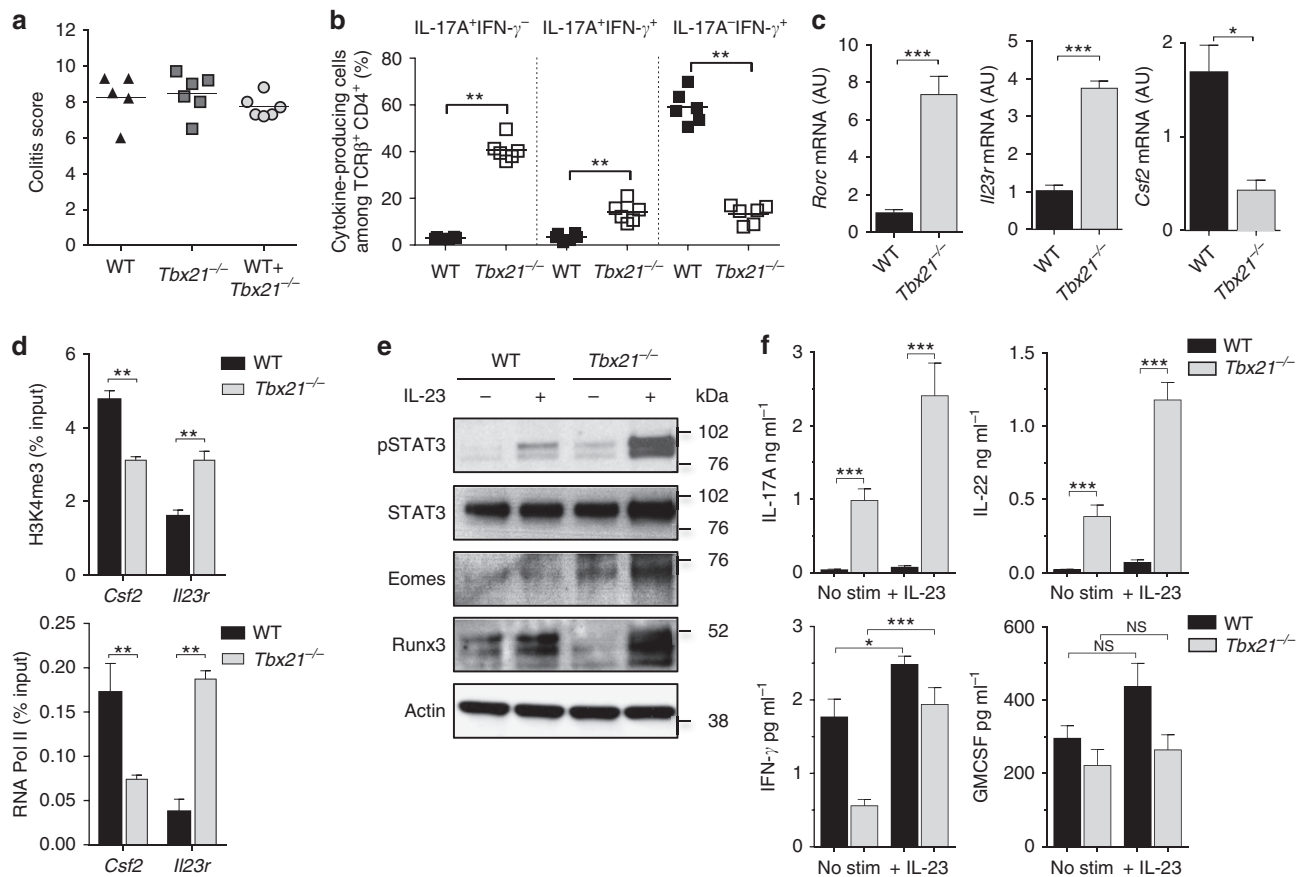 a
Colitis score
14
12
10
8
6
4
2
0
WT
Tbx21−/−
WT+
Tbx21−/−
b
IL-17A+IFN-γ−
IL-17A+IFN-γ+
IL-17A−IFN-γ+
Cytokine-producing cells
among TCRβ+ CD4+ (%)
80
60
40
20
0
**
**
**
WT
Tbx21−/−
WT
Tbx21−/−
WT
Tbx21−/−
c
Rorc mRNA (AU)
10
8
6
4
2
0
***
WT
Tbx21−/−
Il23r mRNA (AU)
5
4
3
2
1
0
***
WT
Tbx21−/−
Csf2 mRNA (AU)
2
1
0
*
WT
Tbx21−/−
d
WT
Tbx21−/−
H3K4me3 (% input)
6
4
2
0
**
**
Csf2
Il23r
WT
Tbx21−/−
RNA Pol II (% input)
0.25
0.20
0.15
0.10
0.05
0.00
**
**
Csf2
Il23r
e
WT
Tbx21−/−
IL-23
−
+
−
+
kDa
pSTAT3
102
76
STAT3
102
76
Eomes
76
Runx3
52
Actin
38
f
IL-17A ng ml−1
3
2
1
0
***
***
No stim + IL-23
WT
Tbx21−/−
IL-22 ng ml−1
1.5
1.0
0.5
0.0
***
***
No stim + IL-23
IFN-γ pg ml−1
3
2
1
0
*
***
No stim + IL-23
WT
Tbx21−/−
GMCSF pg ml−1
600
400
200
0
NS
NS
No stim + IL-23